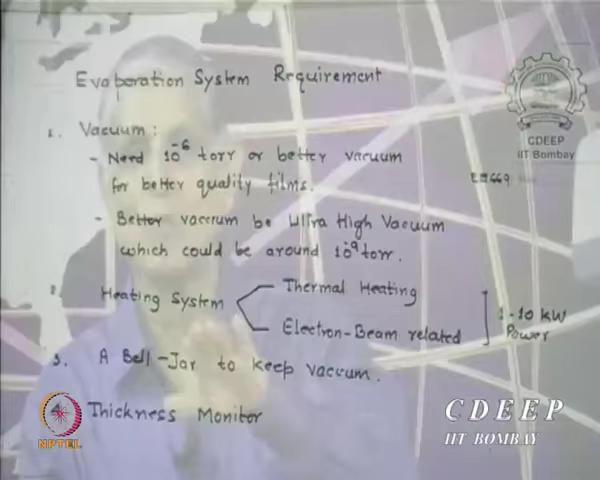 Evaporation System Requirement
1. Vacuum:
- Need 10⁻⁶ torr or better vacuum
for better quality films.
- Better vaccum be Ultra High Vacuum
which could be around 10⁻⁹ torr.
Heating System
Thermal Heating
Electron-Beam related
1-10 kW
Power
3. A Bell-Jar to keep vaccum.
Thickness Monitor
CDEEP
IIT Bombay
NPTEL
CDEEP
IIT BOMBAY